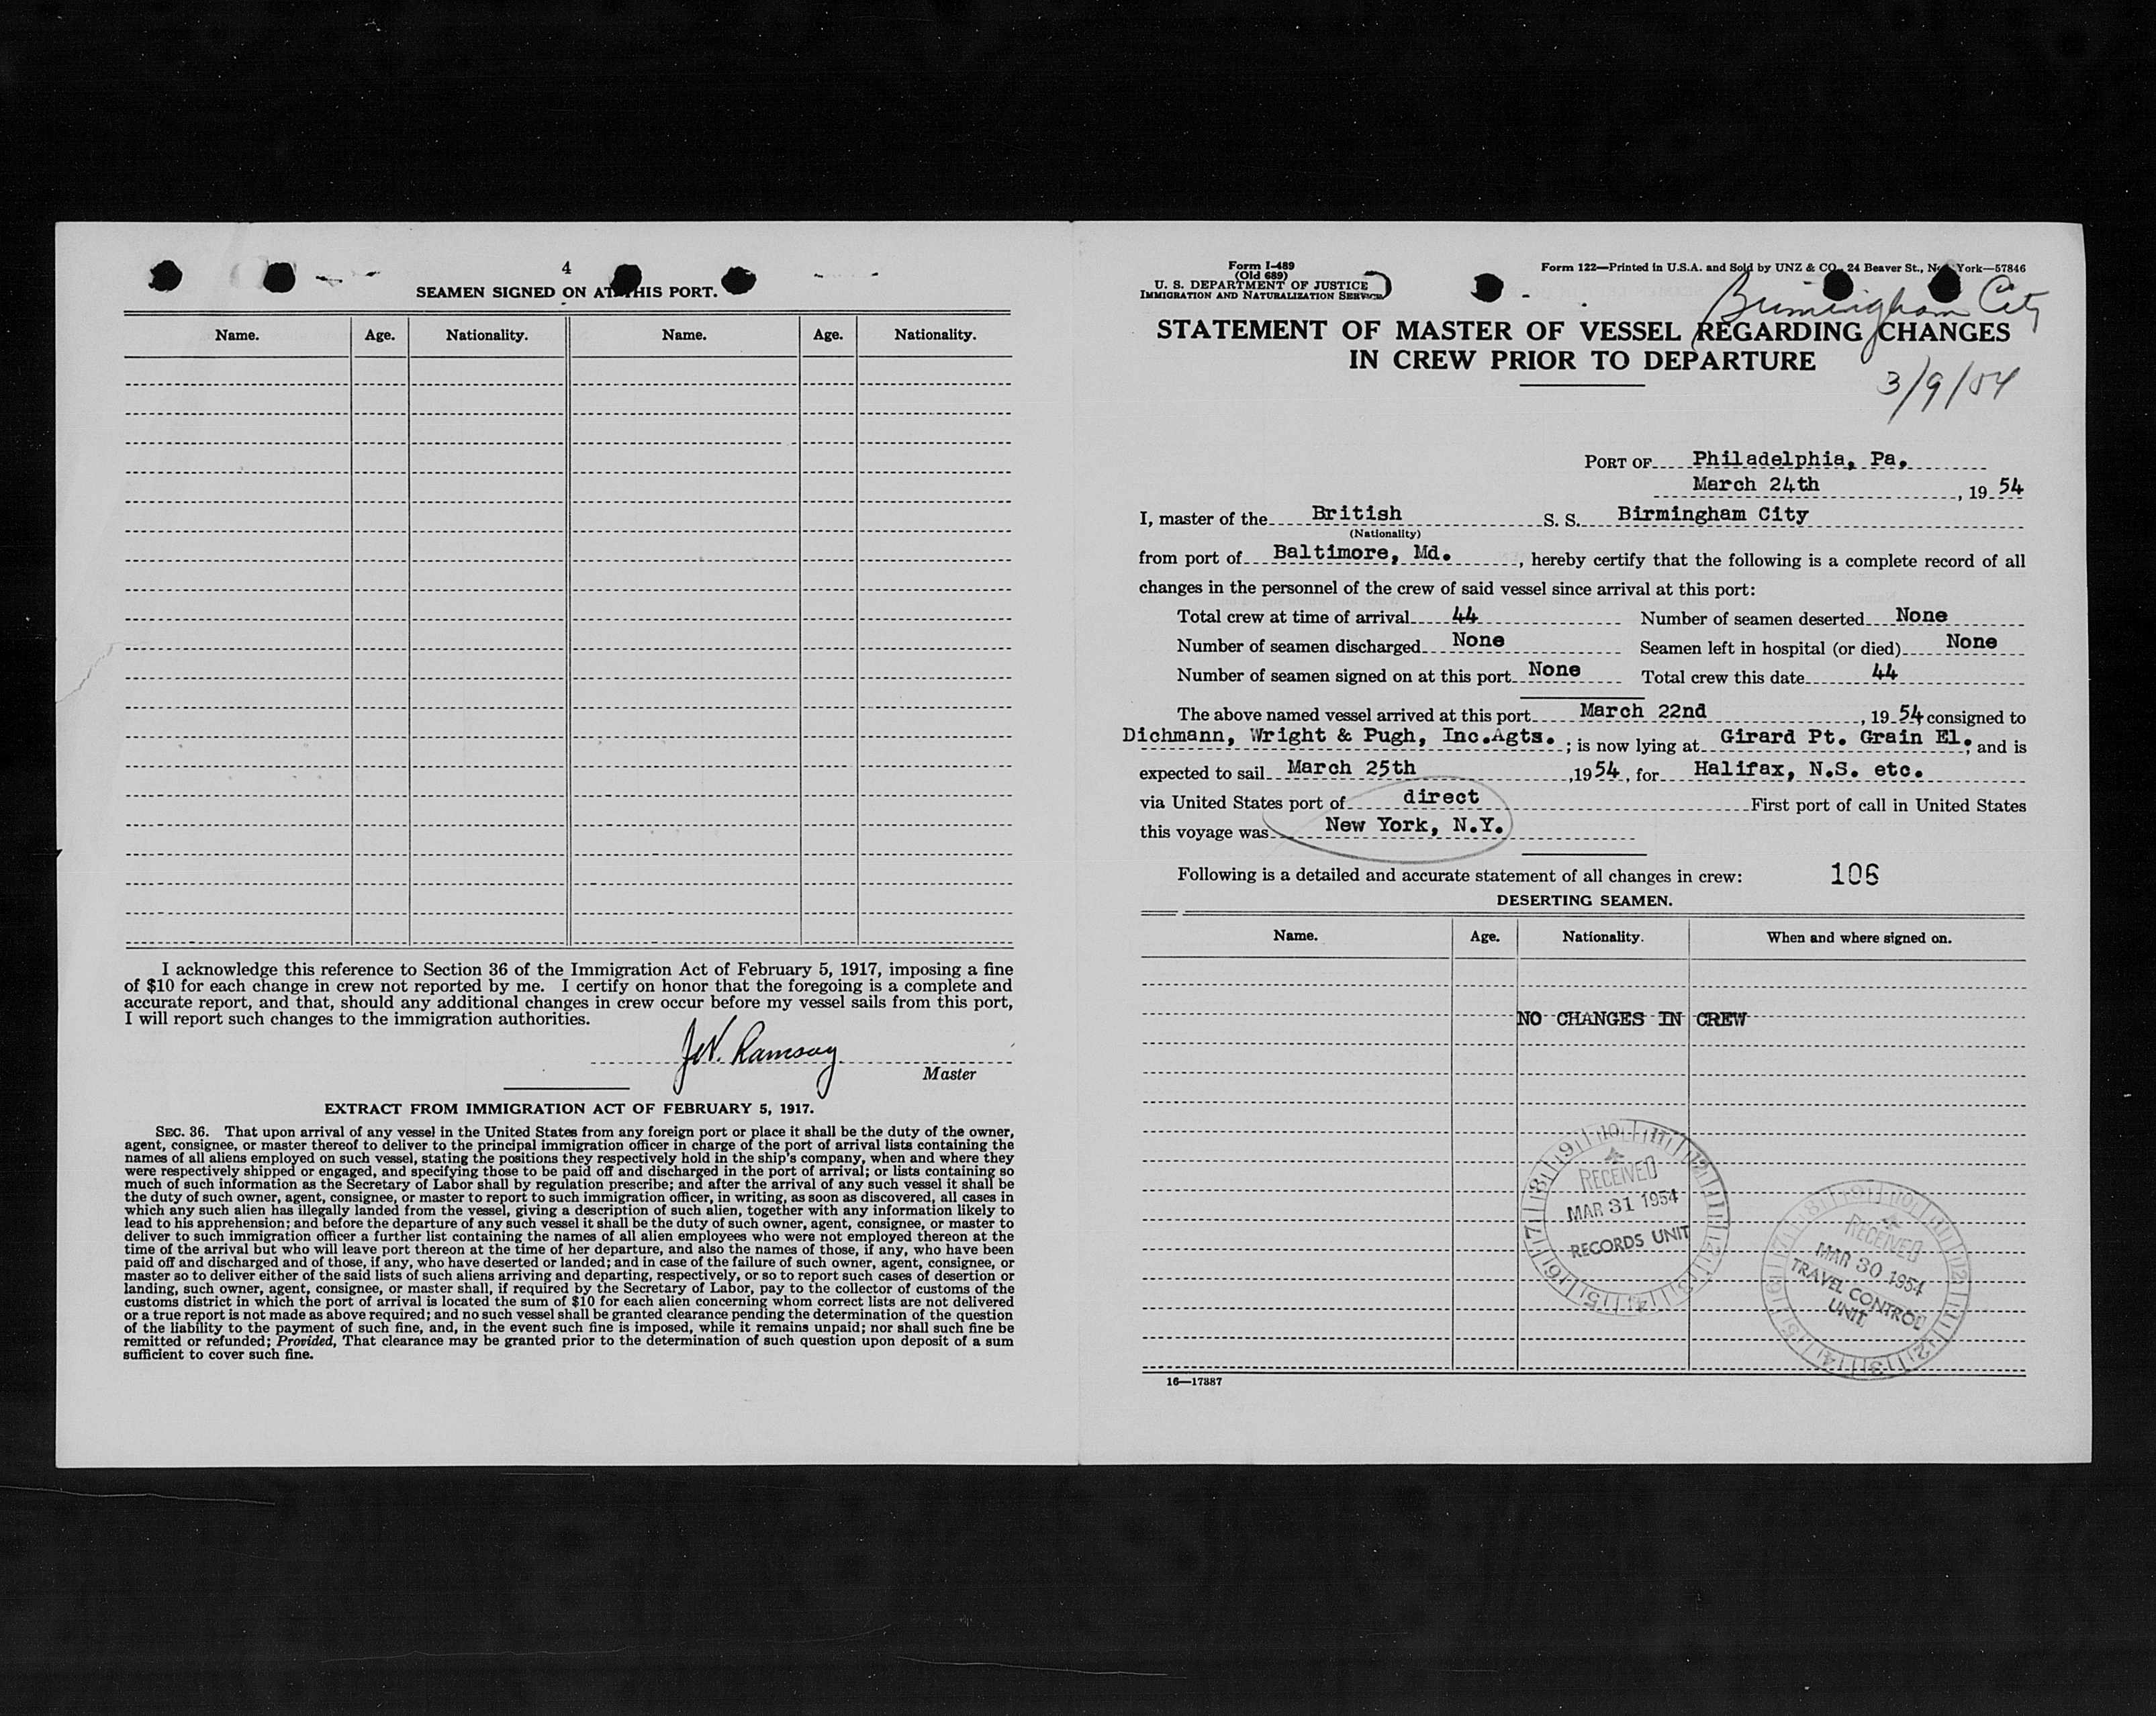 4
SEAMEN SIGNED ON AT THIS PORT.
Name. Age. Nationality. Name. Age. Nationality.
I acknowledge this reference to Section 36 of the Immigration Act of February 5, 1917, imposing a fine
of $10 for each change in crew not reported by me. I certify on honor that the foregoing is a complete and
accurate report, and that, should any additional changes in crew occur before my vessel sails from this port,
I will report such changes to the immigration authorities.
Ramsay
Master
EXTRACT FROM IMMIGRATION ACT OF FEBRUARY 5, 1917.
SEC. 36. That upon arrival of any vessel in the United States from any foreign port or place it shall be the duty of the owner,
agent, consignee, or master thereof to deliver to the principal immigration officer in charge of the port of arrival lists containing the
names of all aliens employed on such vessel, stating the positions they respectively hold in the ship's company, when and where they
were respectively shipped or engaged, and specifying those to be paid off and discharged in the port of arrival; or lists containing so
much of such information as the Secretary of Labor shall by regulation prescribe; and after the arrival of any such vessel it shall be
the duty of such owner, agent, consignee, or master to report to such immigration officer, in writing, as soon as discovered, all cases in
which any such alien has illegally landed from the vessel, giving a description of such alien, together with any information likely to
lead to his apprehension; and before the departure of any such vessel it shall be the duty of such owner, agent, consignee, or master to
deliver to such immigration officer a further list containing the names of all alien employees who were not employed thereon at the
time of the arrival but who will leave port thereon at the time of her departure, and also the names of those, if any, who have been
paid off and discharged and of those, if any, who have deserted or landed; and in case of the failure of such owner, agent, consignee, or
master so to deliver either of the said lists of such aliens arriving and departing, respectively, or so to report such cases of desertion or
landing, such owner, agent, consignee, or master shall, if required by the Secretary of Labor, pay to the collector of customs of the
customs district in which the port of arrival is located the sum of $10 for each alien concerning whom correct lists are not delivered
or a true report is not made as above required; and no such vessel shall be granted clearance pending the determination of the question
of the liability to the payment of such fine, and, in the event such fine is imposed, while it remains unpaid; nor shall such fine be
remitted or refunded; Provided, That clearance may be granted prior to the determination of such question upon deposit of a sum
sufficient to cover such fine.
Form I-489
(Old 689)
U. S. DEPARTMENT OF JUSTICE
IMMIGRATION AND NATURALIZATION SERVICE
Form 122—Printed in U.S.A. and Sold by UNZ & CO., 24 Beaver St., New York—57846
Birmingham City
STATEMENT OF MASTER OF VESSEL REGARDING CHANGES
IN CREW PRIOR TO DEPARTURE
3/9/54
PORT OF Philadelphia, Pa.
March 24th, 19 54
I, master of the British S. S. Birmingham City
(Nationality)
from port of Baltimore, Md., hereby certify that the following is a complete record of all
changes in the personnel of the crew of said vessel since arrival at this port:
Total crew at time of arrival 44 Number of seamen deserted None
Number of seamen discharged None Seamen left in hospital (or died) None
Number of seamen signed on at this port None Total crew this date 44
The above named vessel arrived at this port March 22nd, 19 54 consigned to
Dichmann, Wright & Pugh, Inc.Agts. ; is now lying at Girard Pt. Grain El., and is
expected to sail March 25th ,19 54, for Halifax, N.S. etc.
via United States port of direct First port of call in United States
this voyage was New York, N.Y.
Following is a detailed and accurate statement of all changes in crew: 106
DESERTING SEAMEN.
Name. Age. Nationality. When and where signed on.
NO CHANGES IN CREW
RECEIVED
MAR 31 1954
RECORDS UNIT
RECEIVED
MAR 30 1954
TRAVEL CONTROL
UNIT
16—17887